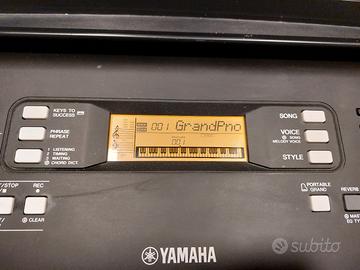 KEYS TO
SUCCESS
PHRASE
REPEAT
1 LISTENING
2 TIMING
3 WAITING
CHORD DICT.
001 GrandPno
001
SONG
VOICE
SONG
MELODY VOICE
STYLE
PORTABLE
GRAND
REVERB
/STOP
REC
CLEAR
YAMAHA
subito